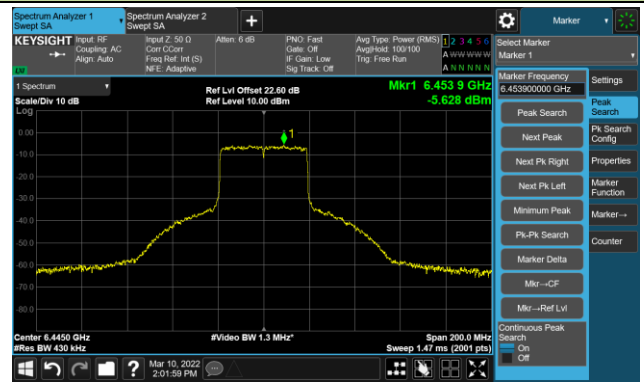 Spectrum Analyzer 1
Swept SA
Spectrum Analyzer 2
Swept SA
Marker
KEYSIGHT
Input: RF
Coupling: AC
Align: Auto
Input Z: 50 Ω
Corr CCorr
Freq Ref: Int (S)
NFE: Adaptive
Atten: 6 dB
PNO: Fast
Gate: Off
IF Gain: Low
Sig Track: Off
Avg Type: Power (RMS)
Avg|Hold: 100/100
Trig: Free Run
1 2 3 4 5 6
A W W W W W
A N N N N N
LXI
Select Marker
Marker 1
1 Spectrum
Scale/Div 10 dB
Log
Ref Lvl Offset 22.60 dB
Ref Level 10.00 dBm
Mkr1 6.453 9 GHz
-5.628 dBm
1
0.00
-10.0
-20.0
-30.0
-40.0
-50.0
-60.0
-70.0
-80.0
Center 6.4450 GHz
#Res BW 430 kHz
#Video BW 1.3 MHz*
Span 200.0 MHz
Sweep 1.47 ms (2001 pts)
Marker Frequency
6.453900000 GHz
Peak Search
Next Peak
Next Pk Right
Next Pk Left
Minimum Peak
Pk-Pk Search
Marker Delta
Mkr→CF
Mkr→Ref Lvl
Continuous Peak
Search
On
Off
Settings
Peak
Search
Pk Search
Config
Properties
Marker
Function
Marker→
Counter
?
Mar 10, 2022
2:01:59 PM